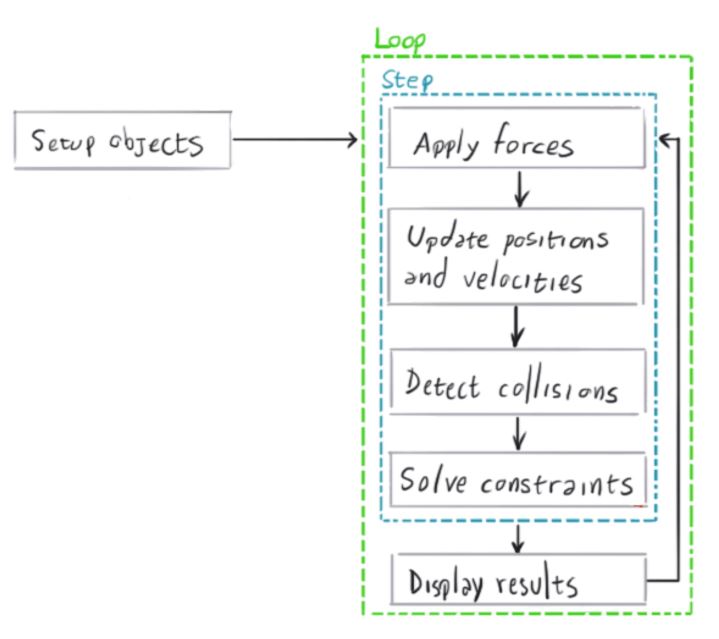 Loop
Step
Setup objects
Apply forces
Update positions
and velocities
Detect collisions
Solve constraints
Display results